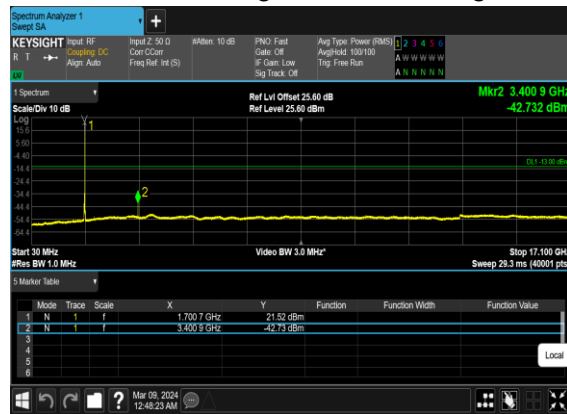 Spectrum Analyzer 1
Swept SA
KEYSIGHT Input: RF Input Z: 50 Ω #Atten: 10 dB PNO: Fast Avg Type: Power (RMS) 1 2 3 4 5 6
R T Coupling: DC Corr CCorr Gate: Off Avg|Hold: 100/100 A W W W W W
Align: Auto Freq Ref: Int (S) IF Gain: Low Trig: Free Run
Sig Track: Off A N N N N N
1 Spectrum Ref Lvl Offset 25.60 dB Mkr2 3.400 9 GHz
Scale/Div 10 dB Ref Level 25.60 dBm -42.732 dBm
Log
15.6 1
5.60
-4.40
-14.4 DL1 -13.00 dBm
-24.4
-34.4 2
-44.4
-54.4
-64.4
Start 30 MHz Video BW 3.0 MHz* Stop 17.100 GHz
#Res BW 1.0 MHz Sweep 29.3 ms (40001 pts)
5 Marker Table
Mode Trace Scale X Y Function Function Width Function Value
1 N 1 f 1.700 7 GHz 21.52 dBm
2 N 1 f 3.400 9 GHz -42.73 dBm
3
4
5
6
Local
? Mar 09, 2024
12:48:23 AM